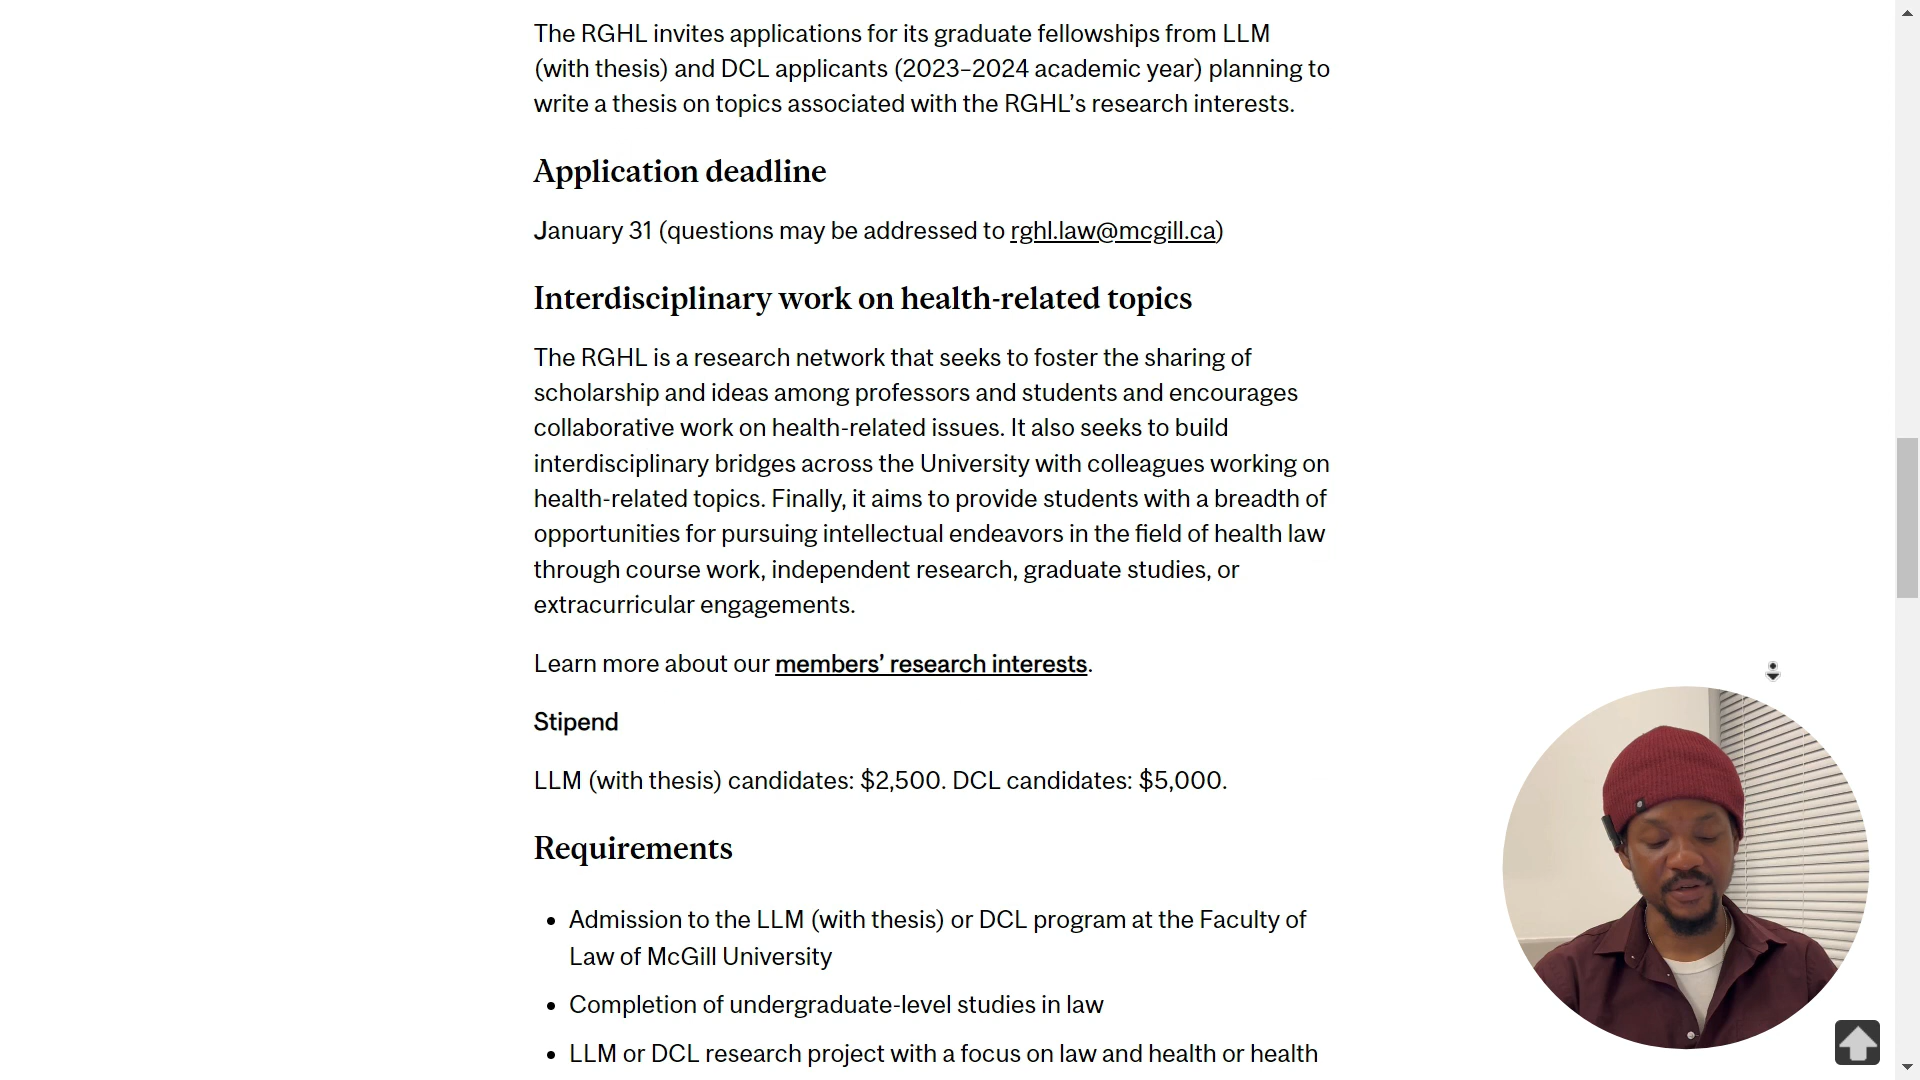 The RGHL invites applications for its graduate fellowships from LLM
(with thesis) and DCL applicants (2023–2024 academic year) planning to
write a thesis on topics associated with the RGHL’s research interests.
Application deadline
January 31 (questions may be addressed to rghl.law@mcgill.ca)
Interdisciplinary work on health-related topics
The RGHL is a research network that seeks to foster the sharing of
scholarship and ideas among professors and students and encourages
collaborative work on health-related issues. It also seeks to build
interdisciplinary bridges across the University with colleagues working on
health-related topics. Finally, it aims to provide students with a breadth of
opportunities for pursuing intellectual endeavors in the field of health law
through course work, independent research, graduate studies, or
extracurricular engagements.
Learn more about our members’ research interests.
Stipend
LLM (with thesis) candidates: $2,500. DCL candidates: $5,000.
Requirements
• Admission to the LLM (with thesis) or DCL program at the Faculty of
Law of McGill University
• Completion of undergraduate-level studies in law
• LLM or DCL research project with a focus on law and health or health